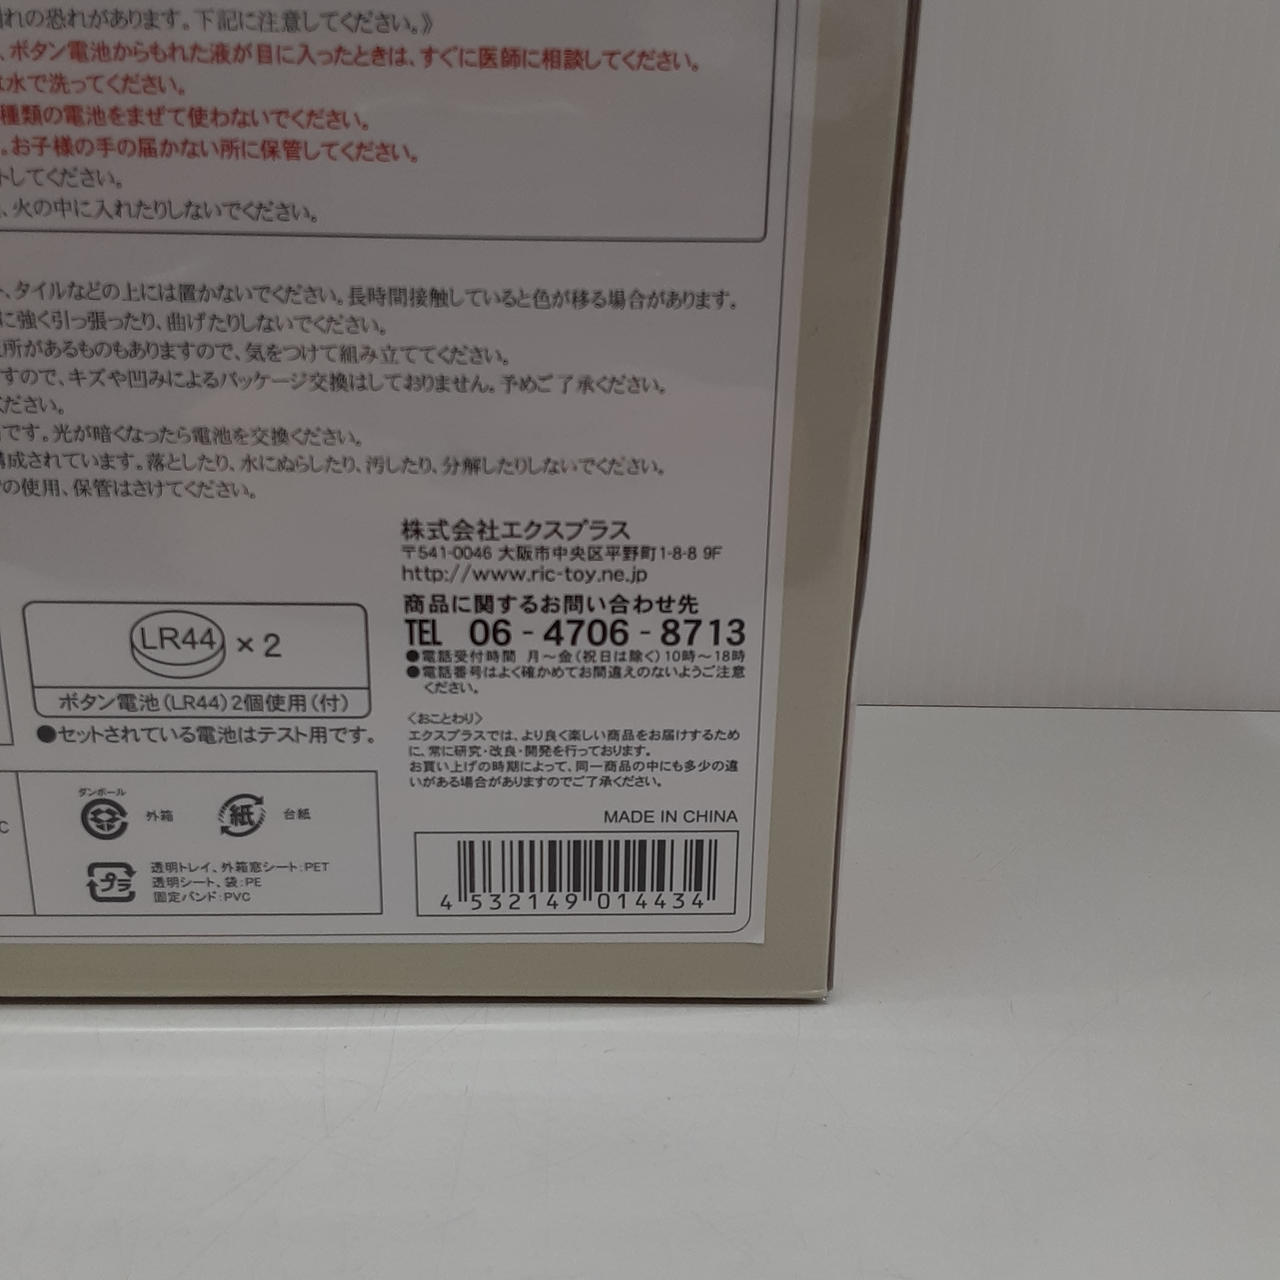 れの恐れがあります。下記に注意してください。》
、ボタン電池からもれた液が目に入ったときは、すぐに医師に相談してください。
水で洗ってください。
種類の電池をまぜて使わないでください。
。お子様の手の届かない所に保管してください。
トしてください。
、火の中に入れたりしないでください。
、タイルなどの上には置かないでください。長時間接触していると色が移る場合があります。
に強く引っ張ったり、曲げたりしないでください。
所があるものもありますので、気をつけて組み立ててください。
すので、キズや凹みによるパッケージ交換はしておりません。予めご了承ください。
ください。
です。光が暗くなったら電池を交換ください。
構成されています。落としたり、水にぬらしたり、汚したり、分解したりしないでください。
の使用、保管はさけてください。
株式会社エクスプラス
〒541-0046 大阪市中央区平野町1-8-8 9F
http://www.ric-toy.ne.jp
商品に関するお問い合わせ先
TEL 06-4706-8713
●電話受付時間 月〜金(祝日は除く)10時〜18時
●電話番号はよく確かめてお間違えのないようご注意
ください。
LR44 ×2
ボタン電池(LR44)2個使用(付)
●セットされている電池はテスト用です。
〈おことわり〉
エクスプラスでは、より良く楽しい商品をお届けするため
に、常に研究・改良・開発を行っております。
お買い上げの時期によって、同一商品の中にも多少の違
いがある場合がありますのでご了承ください。
ダンボール
外箱
紙
台紙
プラ
透明トレイ、外箱窓シート:PET
透明シート、袋:PE
固定バンド:PVC
C
MADE IN CHINA
4 532149 014434